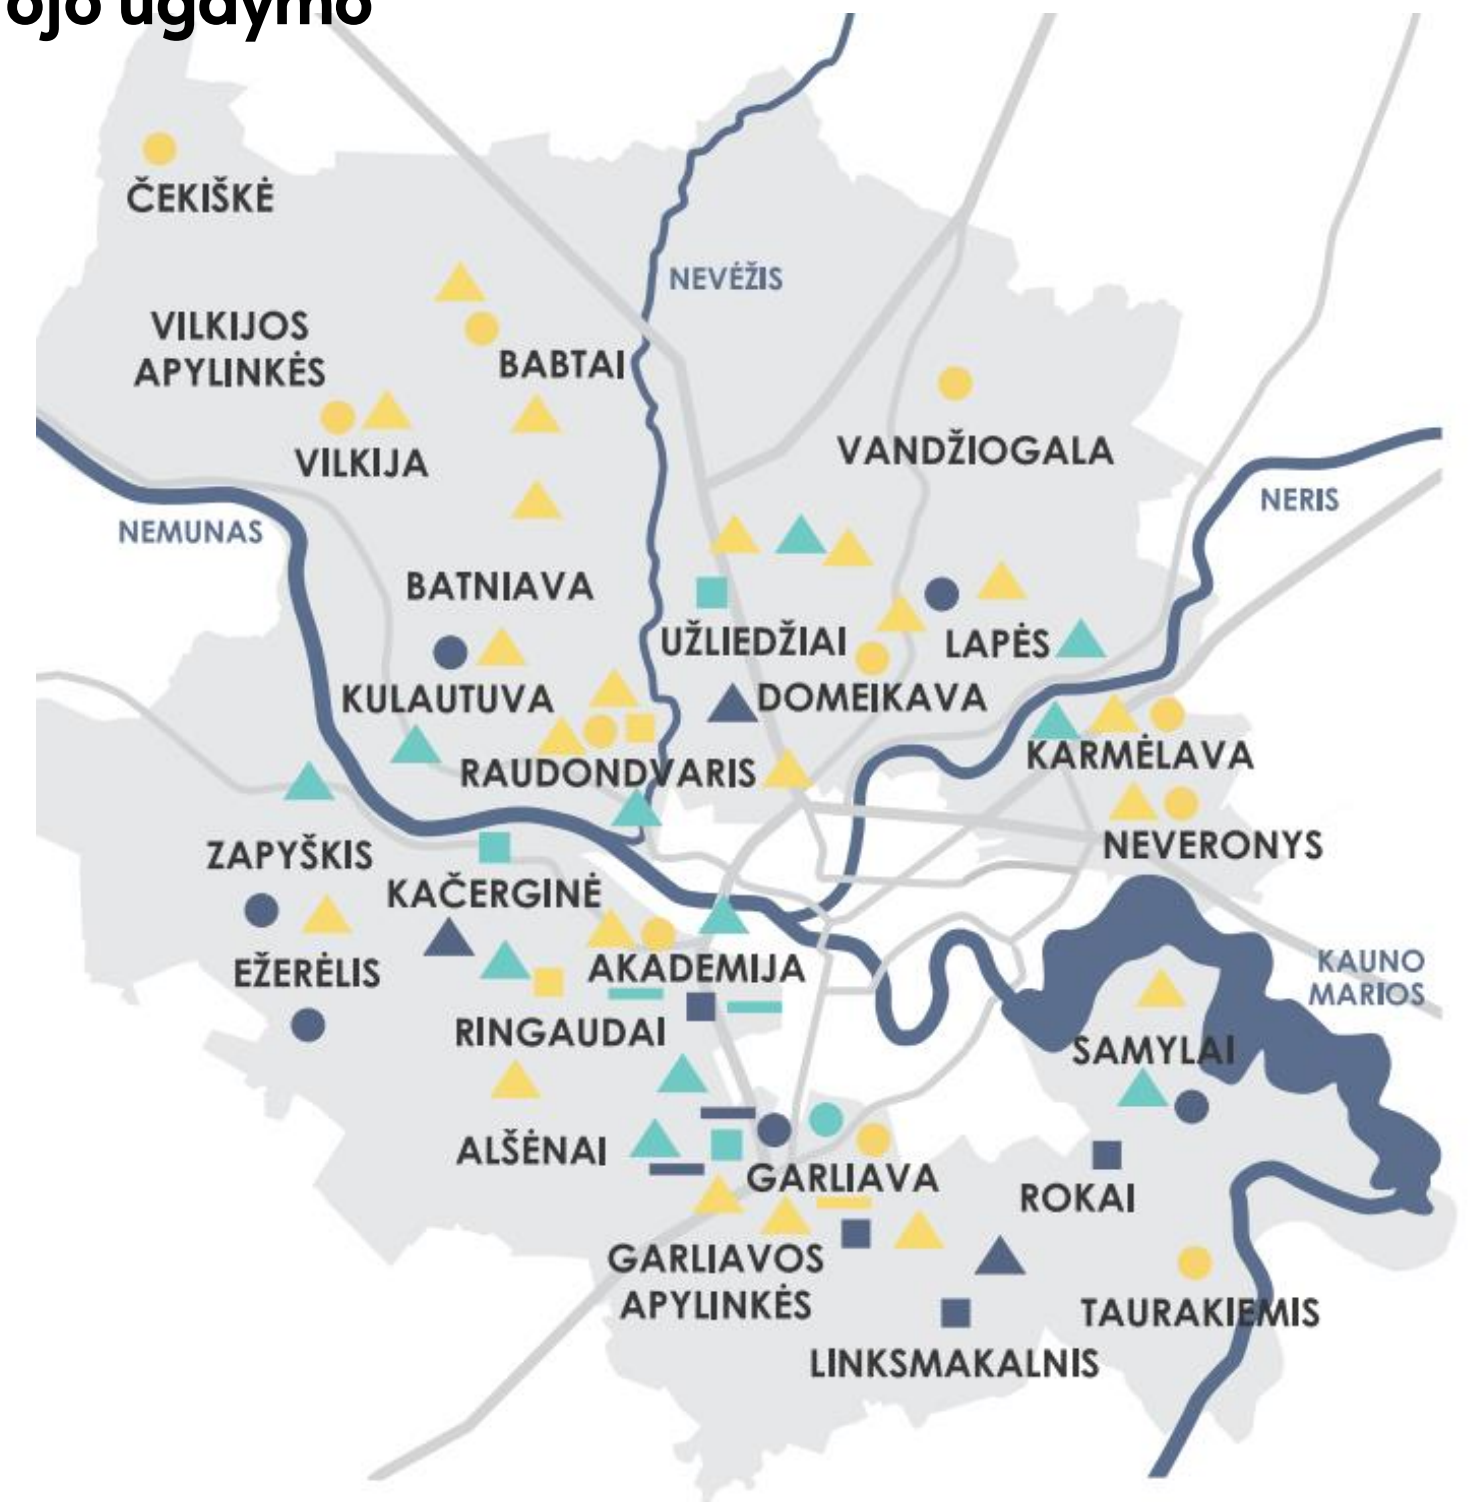 ojo ugdymo
ČEKIŠKĖ
NEVĖŽIS
VILKIJOS
APYLINKĖS
BABTAI
VILKIJA
VANDŽIOGALA
NERIS
NEMUNAS
BATNIAVA
UŽLIEDŽIAI
LAPĖS
KULAUTUVA
DOMEIKAVA
KARMĖLAVA
RAUDONDVARIS
NEVERONYS
ZAPYŠKIS
KAČERGINĖ
KAUNO
MARIOS
EŽERĖLIS
AKADEMIJA
RINGAUDAI
SAMYLAI
ALŠĖNAI
GARLIAVA
ROKAI
GARLIAVOS
APYLINKĖS
TAURAKIEMIS
LINKSMAKALNIS